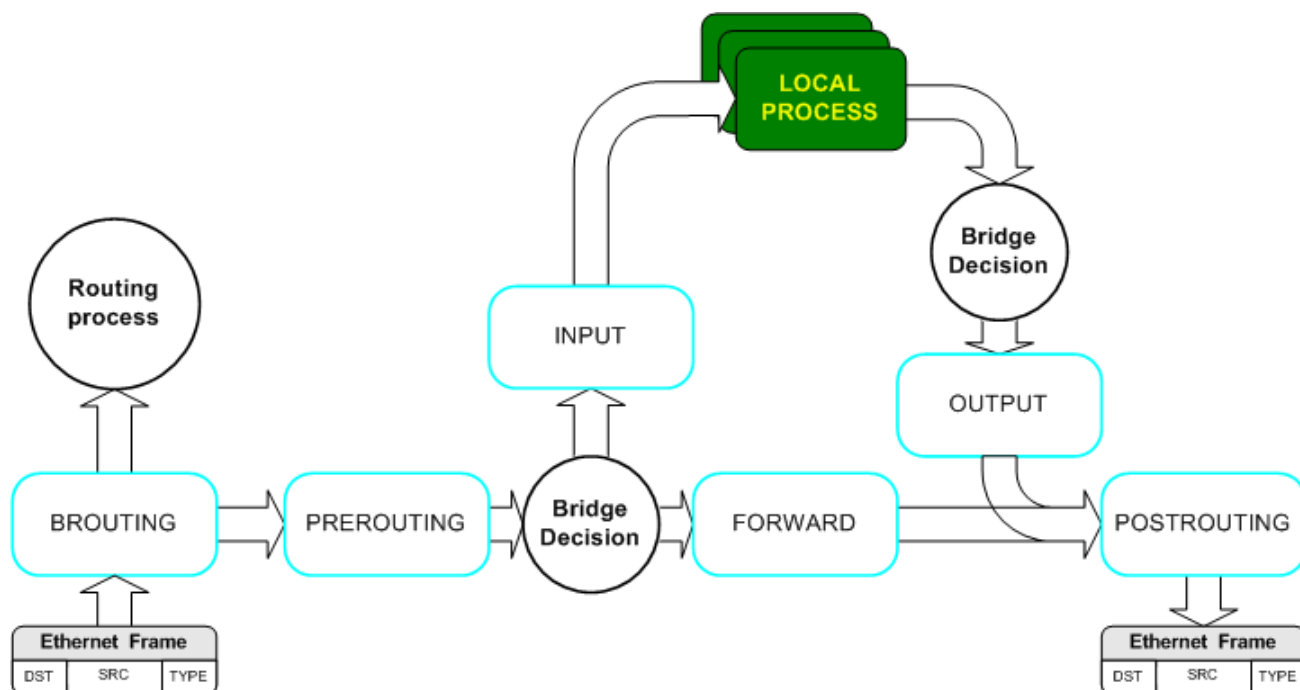 LOCAL
PROCESS
Bridge
Decision
Routing
process
INPUT
OUTPUT
BROUTING
PREROUTING
Bridge
Decision
FORWARD
POSTROUTING
Ethernet Frame
DST SRC TYPE
Ethernet Frame
DST SRC TYPE